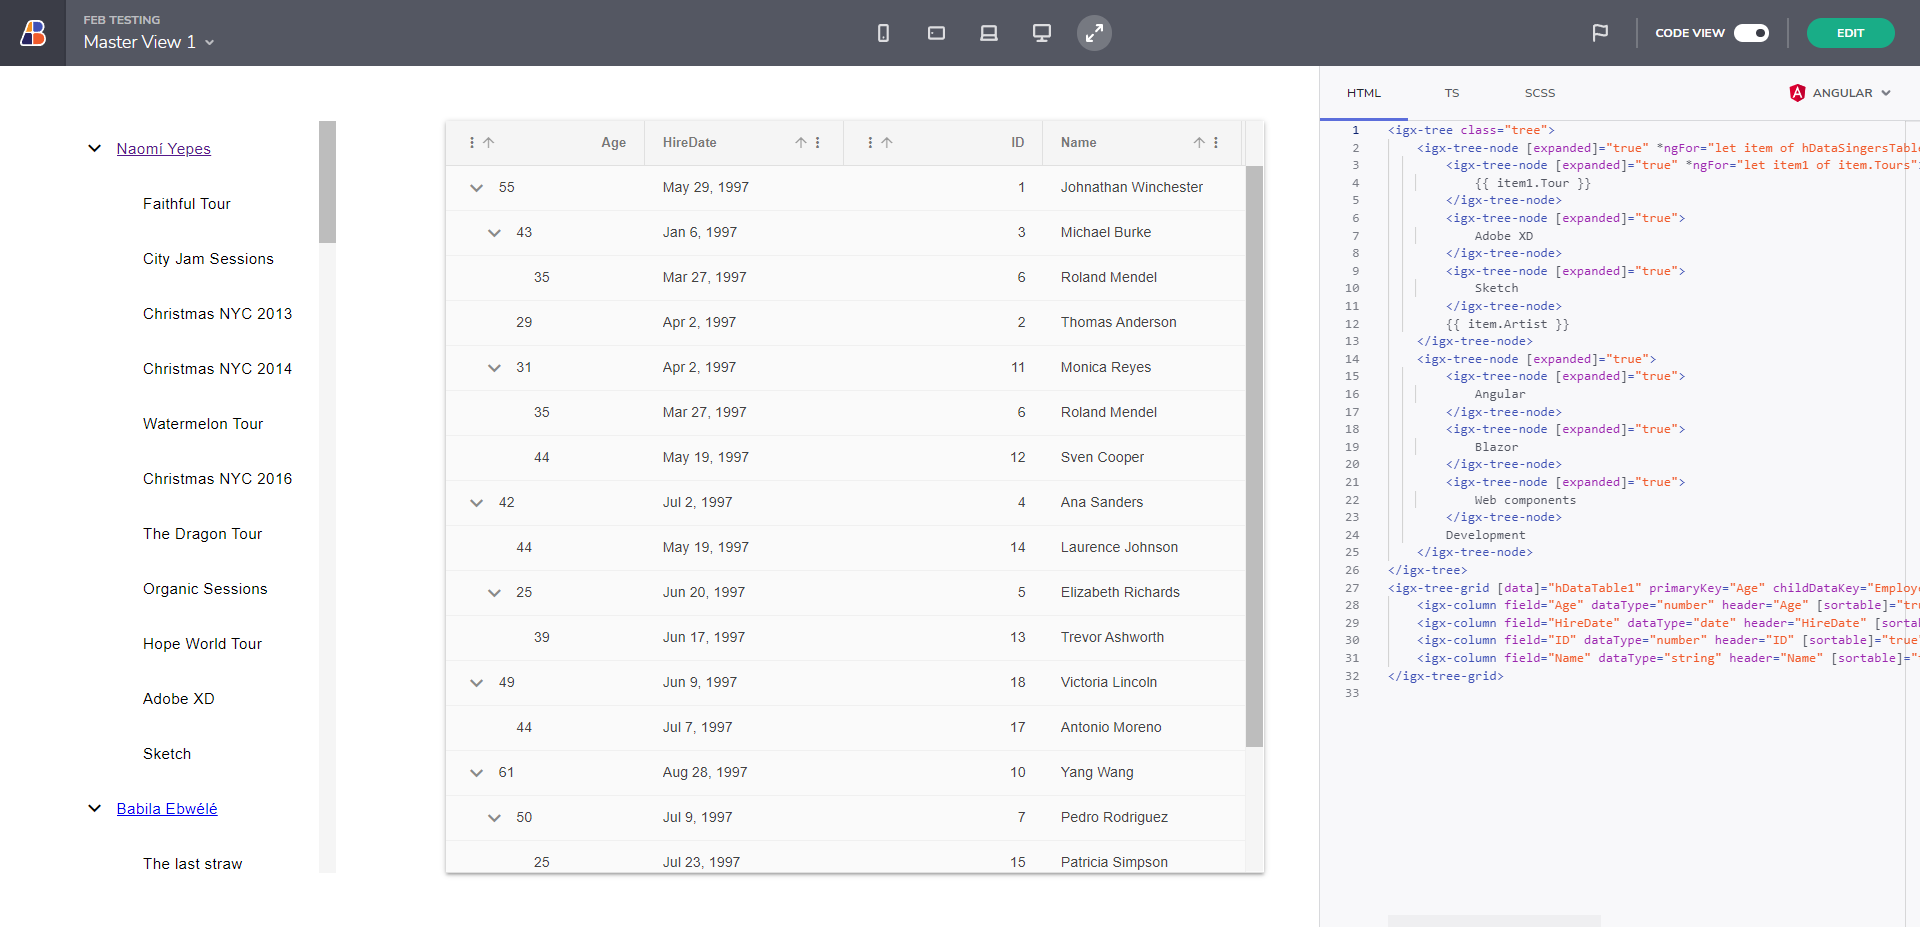 FEB TESTING
Master View 1
CODE VIEW
EDIT
Naomí Yepes
Faithful Tour
City Jam Sessions
Christmas NYC 2013
Christmas NYC 2014
Watermelon Tour
Christmas NYC 2016
The Dragon Tour
Organic Sessions
Hope World Tour
Adobe XD
Sketch
Babila Ebwélé
The last straw
Age HireDate ID Name
55 May 29, 1997 1 Johnathan Winchester
43 Jan 6, 1997 3 Michael Burke
35 Mar 27, 1997 6 Roland Mendel
29 Apr 2, 1997 2 Thomas Anderson
31 Apr 2, 1997 11 Monica Reyes
35 Mar 27, 1997 6 Roland Mendel
44 May 19, 1997 12 Sven Cooper
42 Jul 2, 1997 4 Ana Sanders
44 May 19, 1997 14 Laurence Johnson
25 Jun 20, 1997 5 Elizabeth Richards
39 Jun 17, 1997 13 Trevor Ashworth
49 Jun 9, 1997 18 Victoria Lincoln
44 Jul 7, 1997 17 Antonio Moreno
61 Aug 28, 1997 10 Yang Wang
50 Jul 9, 1997 7 Pedro Rodriguez
25 Jul 23, 1997 15 Patricia Simpson
HTML TS SCSS ANGULAR
1 <igx-tree class="tree">
2 <igx-tree-node [expanded]="true" *ngFor="let item of hDataSingersTable
3 <igx-tree-node [expanded]="true" *ngFor="let item1 of item.Tours"
4 {{ item1.Tour }}
5 </igx-tree-node>
6 <igx-tree-node [expanded]="true">
7 Adobe XD
8 </igx-tree-node>
9 <igx-tree-node [expanded]="true">
10 Sketch
11 </igx-tree-node>
12 {{ item.Artist }}
13 </igx-tree-node>
14 <igx-tree-node [expanded]="true">
15 <igx-tree-node [expanded]="true">
16 Angular
17 </igx-tree-node>
18 <igx-tree-node [expanded]="true">
19 Blazor
20 </igx-tree-node>
21 <igx-tree-node [expanded]="true">
22 Web components
23 </igx-tree-node>
24 Development
25 </igx-tree-node>
26 </igx-tree>
27 <igx-tree-grid [data]="hDataTable1" primaryKey="Age" childDataKey="Employe
28 <igx-column field="Age" dataType="number" header="Age" [sortable]="tru
29 <igx-column field="HireDate" dataType="date" header="HireDate" [sortab
30 <igx-column field="ID" dataType="number" header="ID" [sortable]="true"
31 <igx-column field="Name" dataType="string" header="Name" [sortable]="t
32 </igx-tree-grid>
33